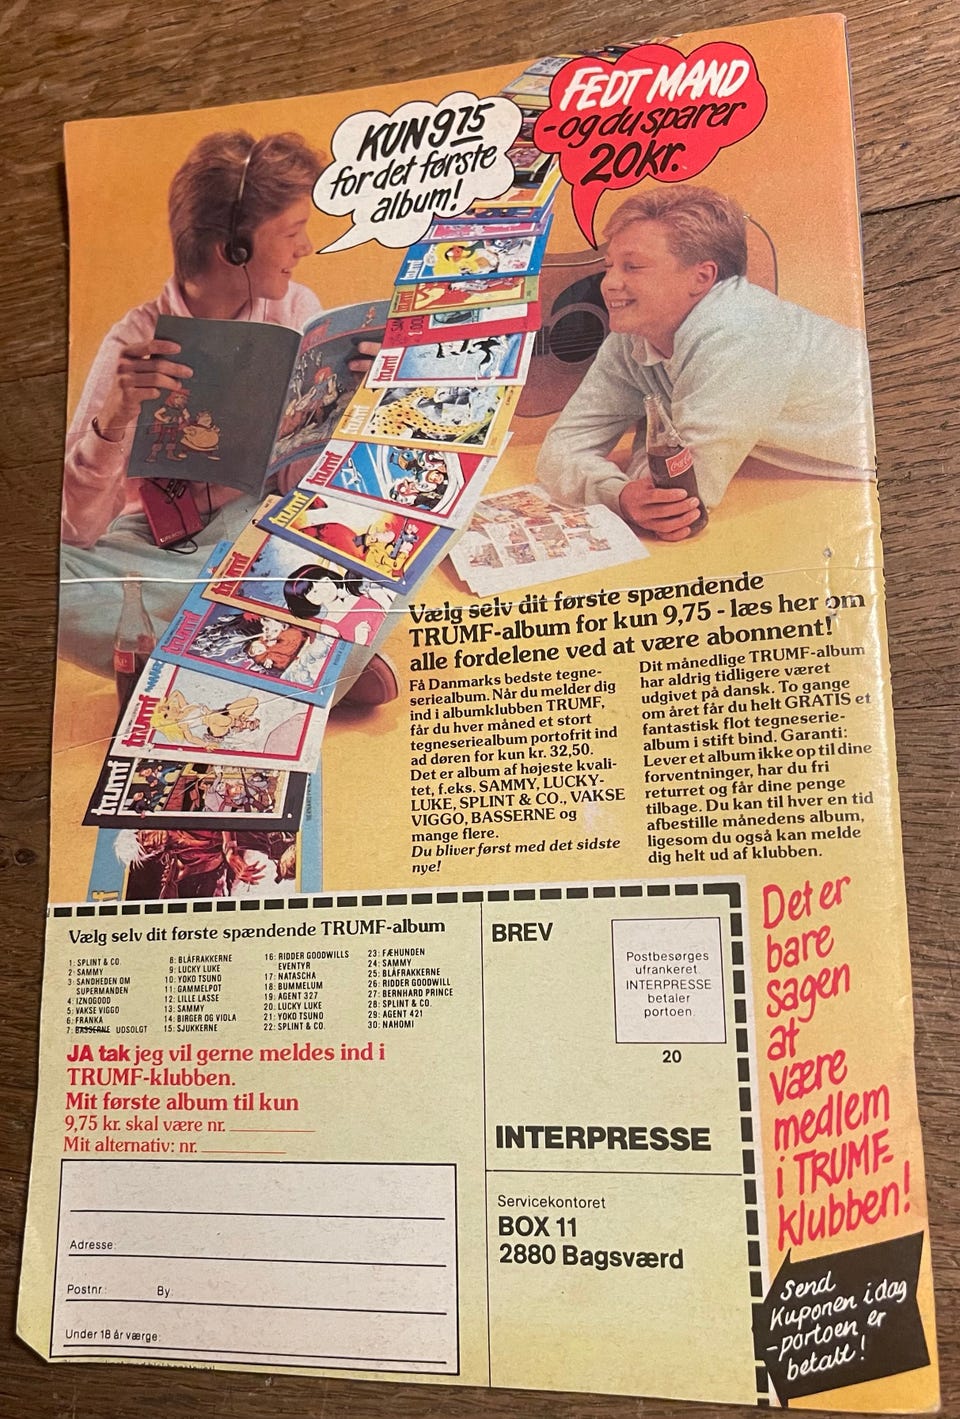 KUN 9 75
for det første
album!
FEDT MAND
- og du sparer
20 kr.
trumf
trumf
trumf
trumf
trumf
trumf
trumf
trumf
trumf
Coca-Cola
Vælg selv dit første spændende
TRUMF-album for kun 9,75 - læs her om
alle fordelene ved at være abonnent!
Få Danmarks bedste tegne-
seriealbum. Når du melder dig
ind i albumklubben TRUMF,
får du hver måned et stort
tegneseriealbum portofrit ind
ad døren for kun kr. 32,50.
Det er album af højeste kvali-
tet, f.eks. SAMMY, LUCKY-
LUKE, SPLINT & CO., VAKSE
VIGGO, BASSERNE og
mange flere.
Du bliver først med det sidste
nye!
Dit månedlige TRUMF-album
har aldrig tidligere været
udgivet på dansk. To gange
om året får du helt GRATIS et
fantastisk flot tegneserie-
album i stift bind. Garanti:
Lever et album ikke op til dine
forventninger, har du fri
returret og får dine penge
tilbage. Du kan til hver en tid
afbestille månedens album,
ligesom du også kan melde
dig helt ud af klubben.
Vælg selv dit første spændende TRUMF-album
1: SPLINT & CO.
2: SAMMY
3: SANDHEDEN OM
SUPERMANDEN
4: IZNOGOOD
5: VAKSE VIGGO
6: FRANKA
7: BASSERNE UDSOLGT
8: BLÅFRAKKERNE
9: LUCKY LUKE
10: YOKO TSUNO
11: GAMMELPOT
12: LILLE LASSE
13: SAMMY
14: BIRGER OG VIOLA
15: SJUKKERNE
16: RIDDER GOODWILLS
EVENTYR
17: NATASCHA
18: BUMMELUM
19: AGENT 327
20: LUCKY LUKE
21: YOKO TSUNO
22: SPLINT & CO.
23: FÆHUNDEN
24: SAMMY
25: BLÅFRAKKERNE
26: RIDDER GOODWILL
27: BERNHARD PRINCE
28: SPLINT & CO.
29: AGENT 421
30: NAHOMI
JA tak jeg vil gerne meldes ind i
TRUMF-klubben.
Mit første album til kun
9,75 kr. skal være nr.
Mit alternativ: nr.
Adresse:
Postnr.: By:
Under 18 år værge:
BREV
Postbesørges
ufrankeret.
INTERPRESSE
betaler
portoen.
20
INTERPRESSE
Servicekontoret
BOX 11
2880 Bagsværd
Det er
bare
sagen
at
være
medlem
i TRUMF-
klubben!
Send
Kuponen i dag
- portoen er
betalt!